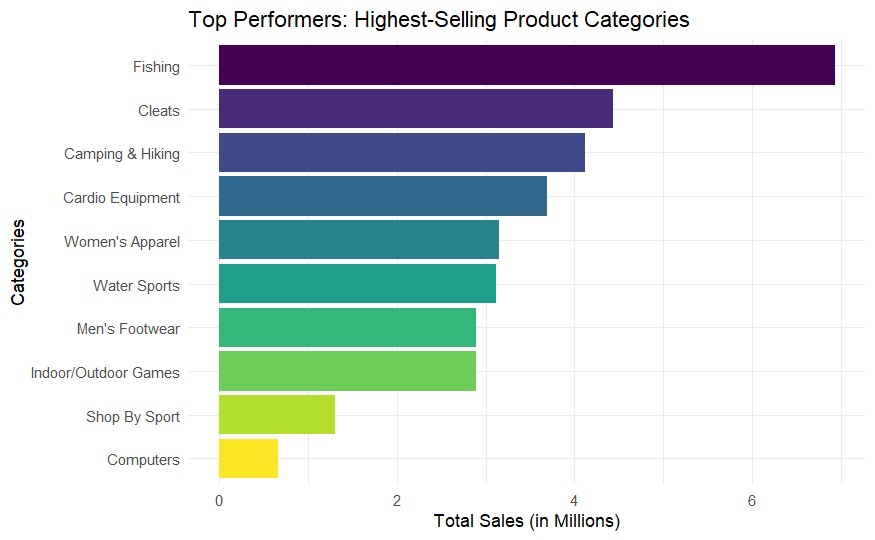 Top Performers: Highest-Selling Product Categories
Categories
Fishing
Cleats
Camping & Hiking
Cardio Equipment
Women's Apparel
Water Sports
Men's Footwear
Indoor/Outdoor Games
Shop By Sport
Computers
0 2 4 6
Total Sales (in Millions)